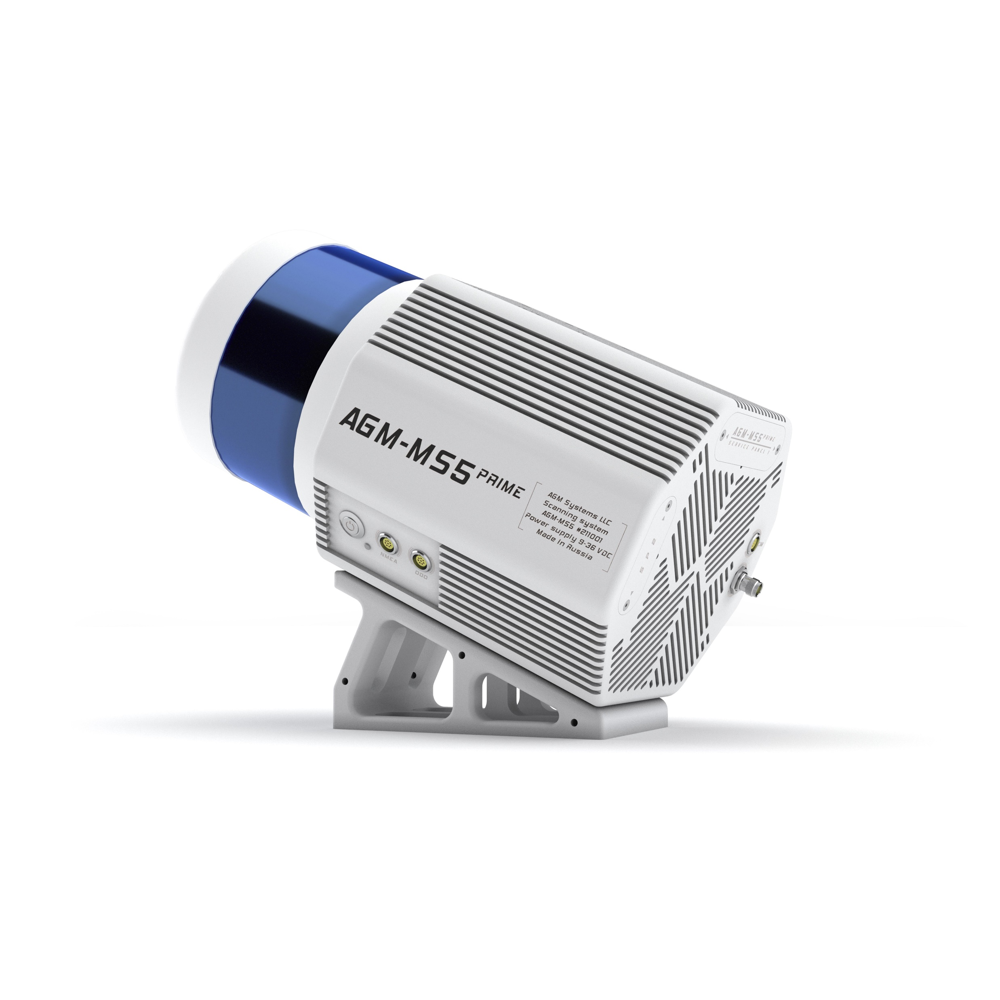 AGM-MS5 PRIME
AGM Systems LLC
Scanning system
AGM-MS5 #211001
Power supply 9-36 VDC
Made in Russia
NMEA
ODO
AGM-MS5 PRIME
SERVICE PANEL 1
SP2